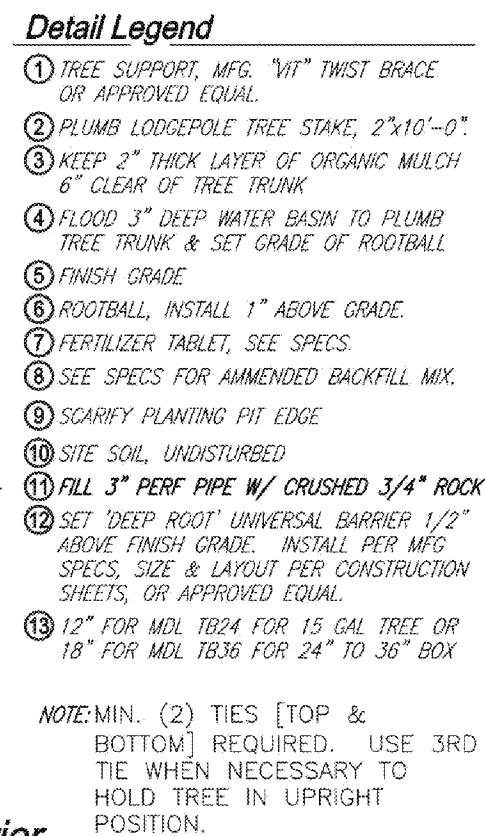 Detail Legend
1 TREE SUPPORT, MFG. "VIT" TWIST BRACE
OR APPROVED EQUAL.
2 PLUMB LODGEPOLE TREE STAKE, 2"x10'-0".
3 KEEP 2" THICK LAYER OF ORGANIC MULCH
6" CLEAR OF TREE TRUNK
4 FLOOD 3" DEEP WATER BASIN TO PLUMB
TREE TRUNK & SET GRADE OF ROOTBALL
5 FINISH GRADE
6 ROOTBALL, INSTALL 1" ABOVE GRADE.
7 FERTILIZER TABLET, SEE SPECS.
8 SEE SPECS FOR AMMENDED BACKFILL MIX.
9 SCARIFY PLANTING PIT EDGE
10 SITE SOIL, UNDISTURBED
11 FILL 3" PERF PIPE W/ CRUSHED 3/4" ROCK
12 SET 'DEEP ROOT' UNIVERSAL BARRIER 1/2"
ABOVE FINISH GRADE. INSTALL PER MFG
SPECS, SIZE & LAYOUT PER CONSTRUCTION
SHEETS, OR APPROVED EQUAL.
13 12" FOR MDL TB24 FOR 15 GAL TREE OR
18" FOR MDL TB36 FOR 24" TO 36" BOX
NOTE: MIN. (2) TIES [TOP &
BOTTOM] REQUIRED. USE 3RD
TIE WHEN NECESSARY TO
HOLD TREE IN UPRIGHT
POSITION.